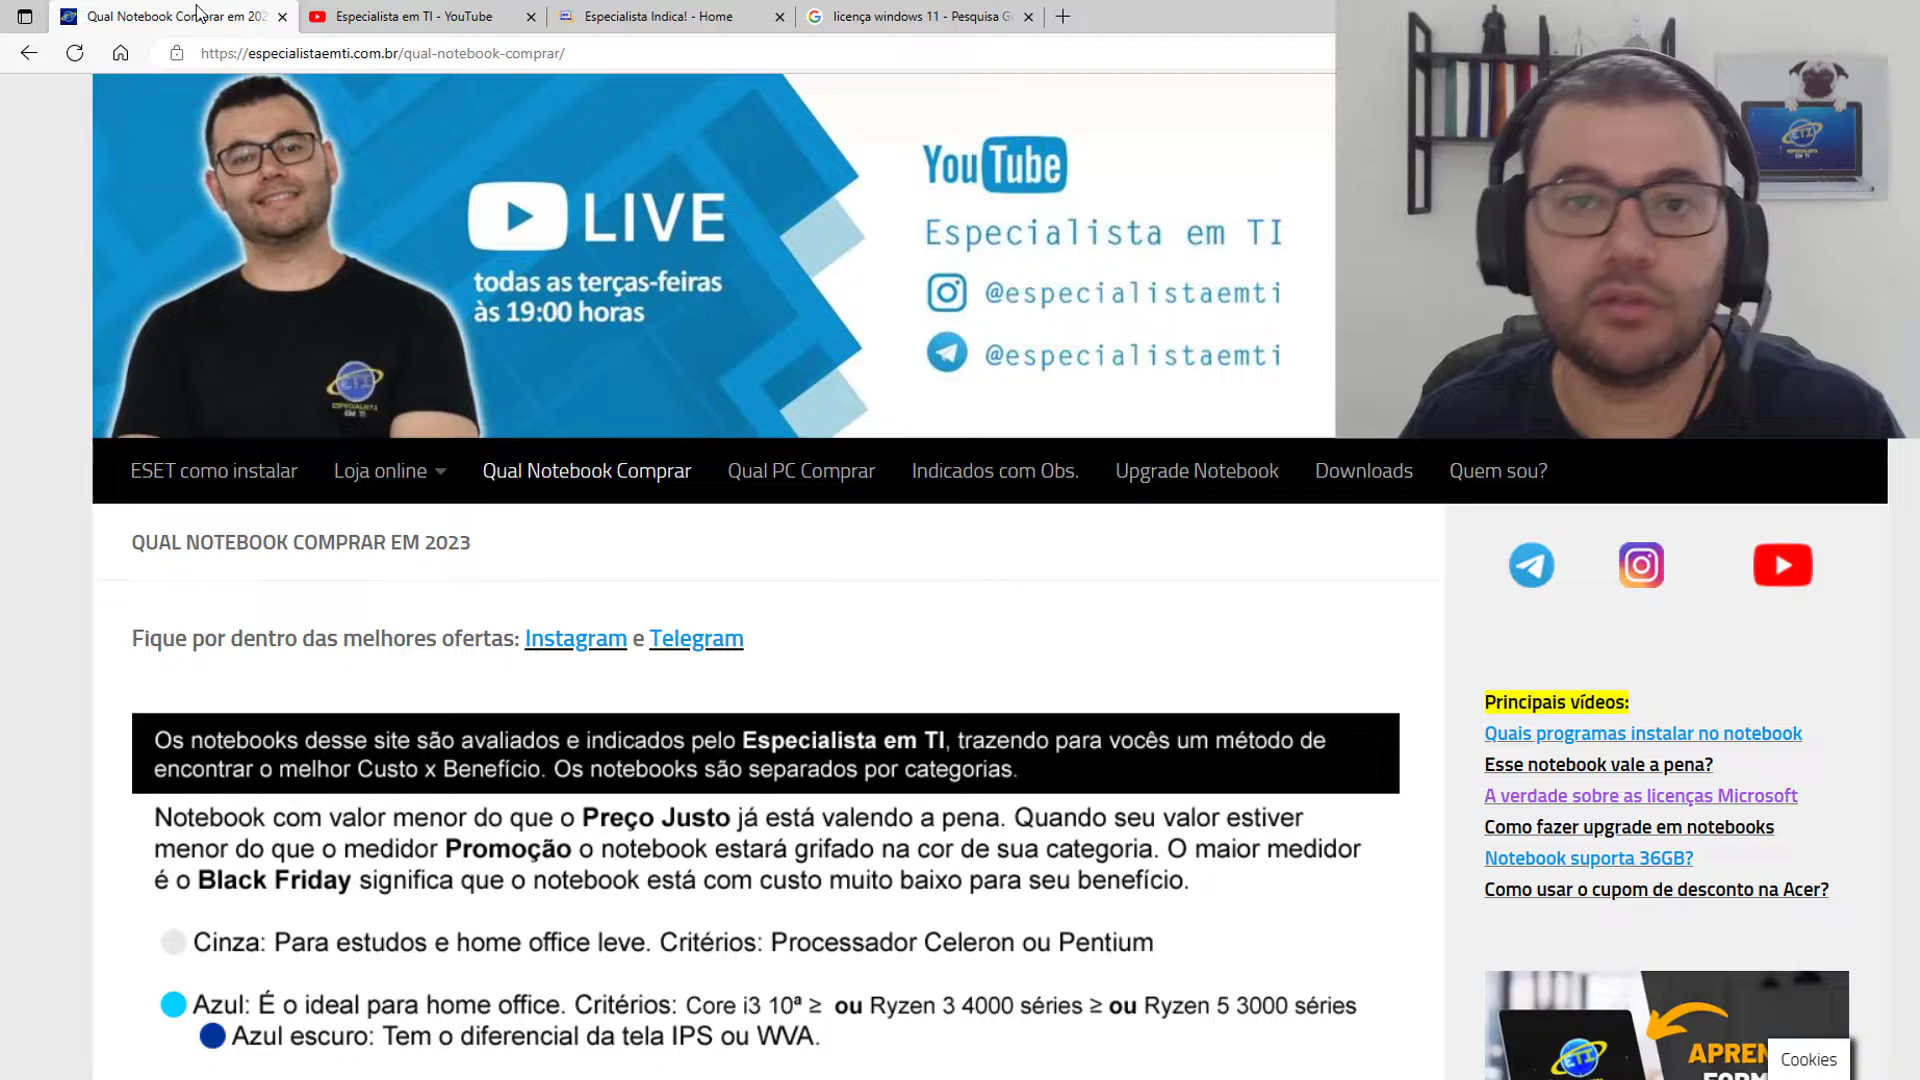 Qual Notebook Comprar em 202
Especialista em TI - YouTube
Especialista Indica! - Home
licença windows 11 - Pesquisa G
https://especialistaemti.com.br/qual-notebook-comprar/
LIVE
todas as terças-feiras
às 19:00 horas
YouTube
Especialista em TI
@especialistaemti
@especialistaemti
ETI
ESPECIALISTA
EM TI
ETI
ESPECIALISTA
EM TI
ESET como instalar
Loja online
Qual Notebook Comprar
Qual PC Comprar
Indicados com Obs.
Upgrade Notebook
Downloads
Quem sou?
QUAL NOTEBOOK COMPRAR EM 2023
Fique por dentro das melhores ofertas: Instagram e Telegram
Os notebooks desse site são avaliados e indicados pelo Especialista em TI, trazendo para vocês um método de
encontrar o melhor Custo x Benefício. Os notebooks são separados por categorias.
Notebook com valor menor do que o Preço Justo já está valendo a pena. Quando seu valor estiver
menor do que o medidor Promoção o notebook estará grifado na cor de sua categoria. O maior medidor
é o Black Friday significa que o notebook está com custo muito baixo para seu benefício.
Cinza: Para estudos e home office leve. Critérios: Processador Celeron ou Pentium
Azul: É o ideal para home office. Critérios: Core i3 10ª ≥ ou Ryzen 3 4000 séries ≥ ou Ryzen 5 3000 séries
Azul escuro: Tem o diferencial da tela IPS ou WVA.
Principais vídeos:
Quais programas instalar no notebook
Esse notebook vale a pena?
A verdade sobre as licenças Microsoft
Como fazer upgrade em notebooks
Notebook suporta 36GB?
Como usar o cupom de desconto na Acer?
ETI
APREN
Cookies